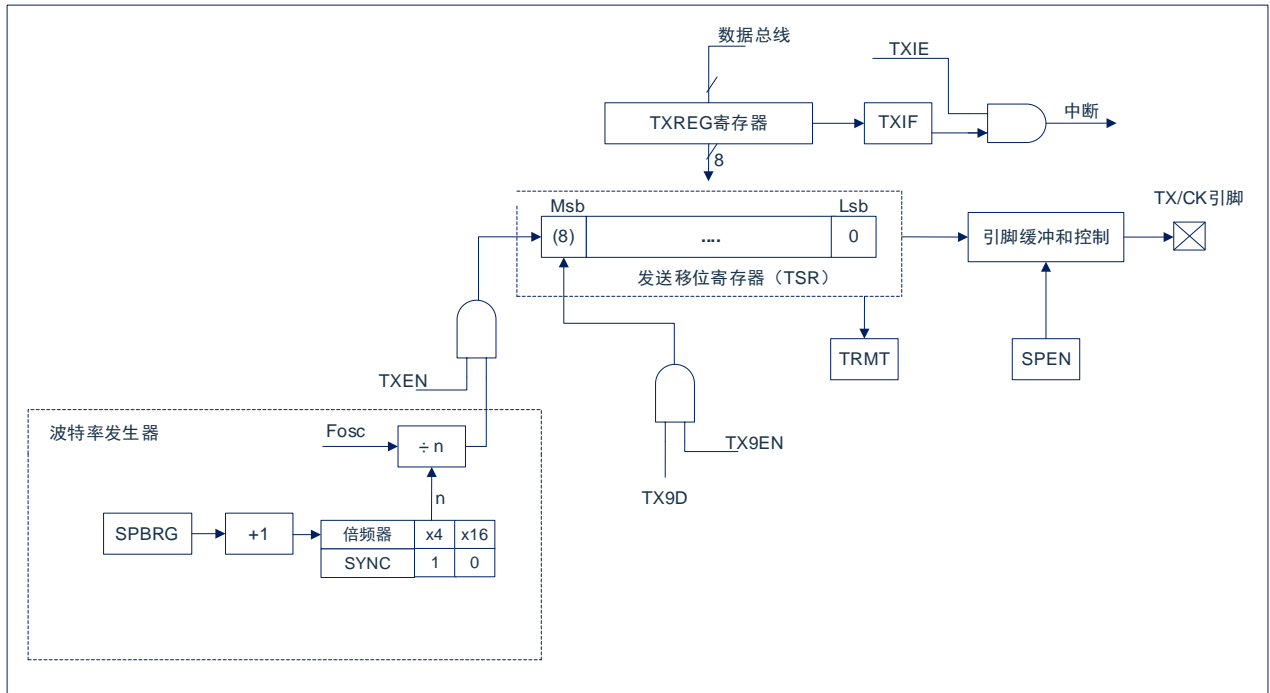 数据总线
TXIE
TXREG寄存器
TXIF
中断
8
Msb
Lsb
TX/CK引脚
(8)
....
0
引脚缓冲和控制
发送移位寄存器（TSR）
TRMT
SPEN
TXEN
波特率发生器
Fosc
÷ n
TX9EN
n
TX9D
SPBRG
+1
倍频器 x4 x16
SYNC 1 0